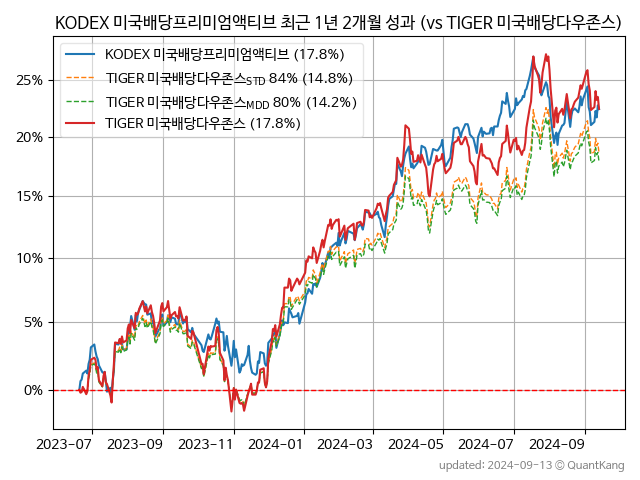 KODEX 미국배당프리미엄액티브 최근 1년 2개월 성과 (vs TIGER 미국배당다우존스)
KODEX 미국배당프리미엄액티브 (17.8%)
TIGER 미국배당다우존스STD 84% (14.8%)
TIGER 미국배당다우존스MDD 80% (14.2%)
TIGER 미국배당다우존스 (17.8%)
25%
20%
15%
10%
5%
0%
2023-07 2023-09 2023-11 2024-01 2024-03 2024-05 2024-07 2024-09
updated: 2024-09-13 © QuantKang